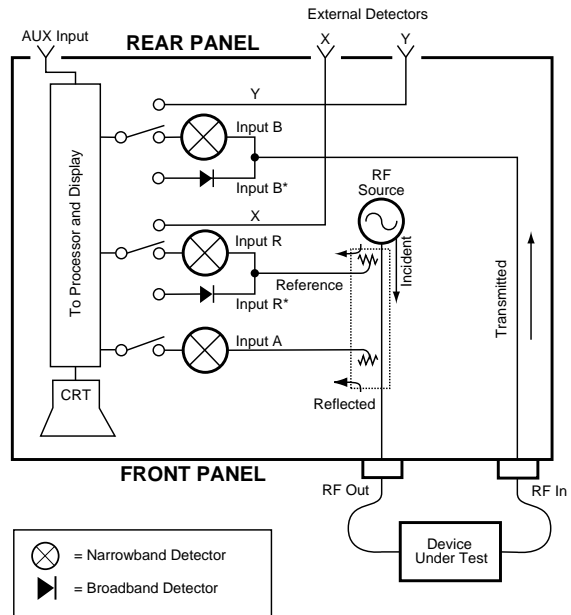 External Detectors
AUX Input
X
Y
REAR PANEL
Y
Input B
Input B*
To Processor and Display
RF
Source
X
Input R
Incident
Reference
Input R*
Transmitted
Input A
CRT
Reflected
FRONT PANEL
RF Out
RF In
Device
Under Test
= Narrowband Detector
= Broadband Detector